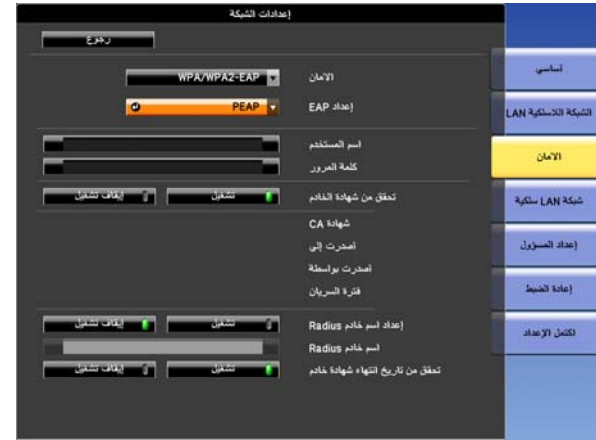 إعدادات الشبكة
رجوع
أساسي
الشبكة اللاسلكية LAN
الأمان
شبكة LAN سلكية
إعداد المسؤول
إعادة الضبط
اكتمل الإعداد
الأمان WPA/WPA2-EAP
إعداد EAP PEAP
اسم المستخدم
كلمة المرور
تحقق من شهادة الخادم تشغيل إيقاف تشغيل
شهادة CA
أصدرت إلى
أصدرت بواسطة
فترة السريان
إعداد اسم خادم Radius تشغيل إيقاف تشغيل
اسم خادم Radius
تحقق من تاريخ انتهاء شهادة خادم تشغيل إيقاف تشغيل